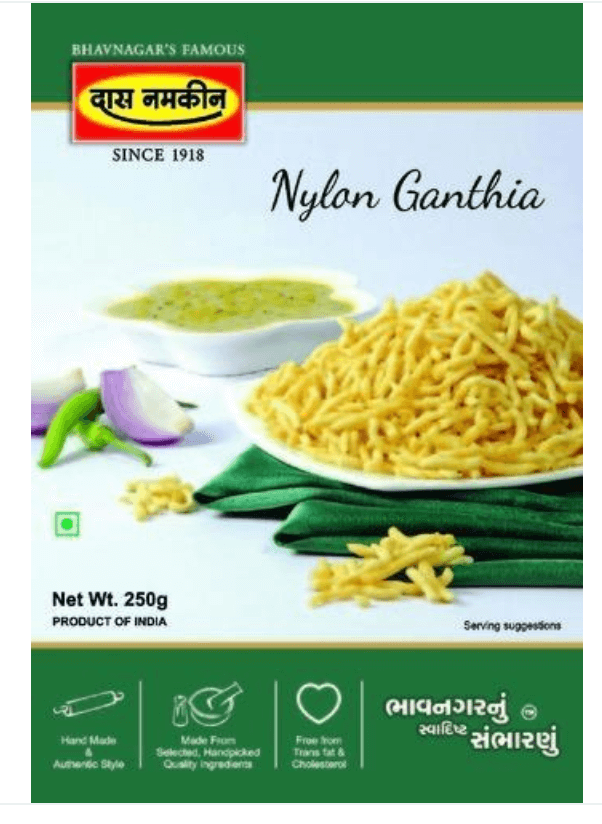 BHAVNAGAR'S FAMOUS
दास नमकीन
SINCE 1918
Nylon Ganthia
Net Wt. 250g
PRODUCT OF INDIA
Serving suggestions
Hand Made
&
Authentic Style
Made From
Selected, Handpicked
Quality Ingredients
Free from
Trans fat &
Cholesterol
ભાવનગરનું TM
સ્વાદિષ્ટ
સંભારણું